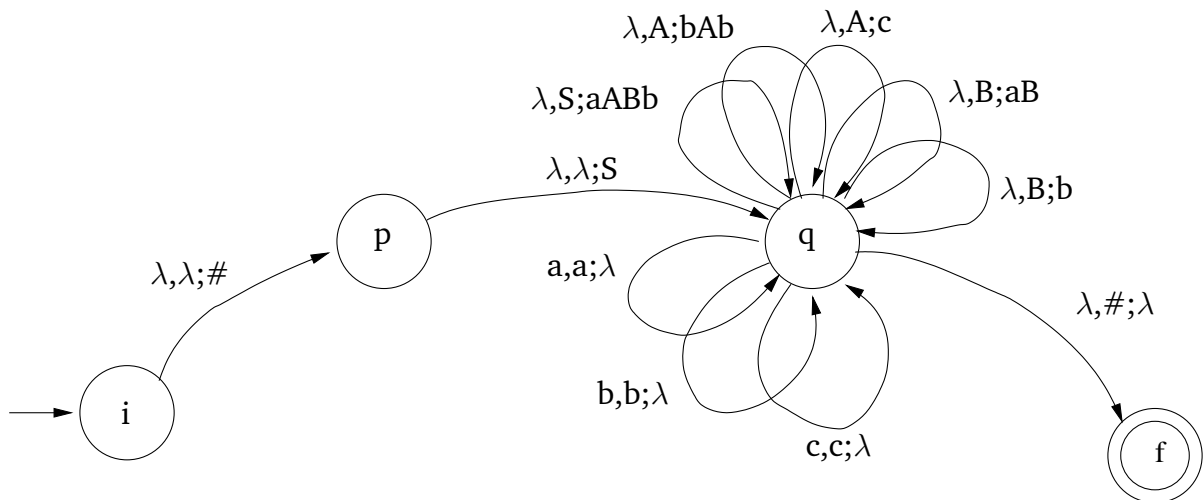 λ,A;bAb
λ,A;c
λ,S;aABb
λ,B;aB
λ,λ;S
λ,B;b
p
q
λ,λ;#
a,a;λ
λ,#;λ
b,b;λ
i
c,c;λ
f